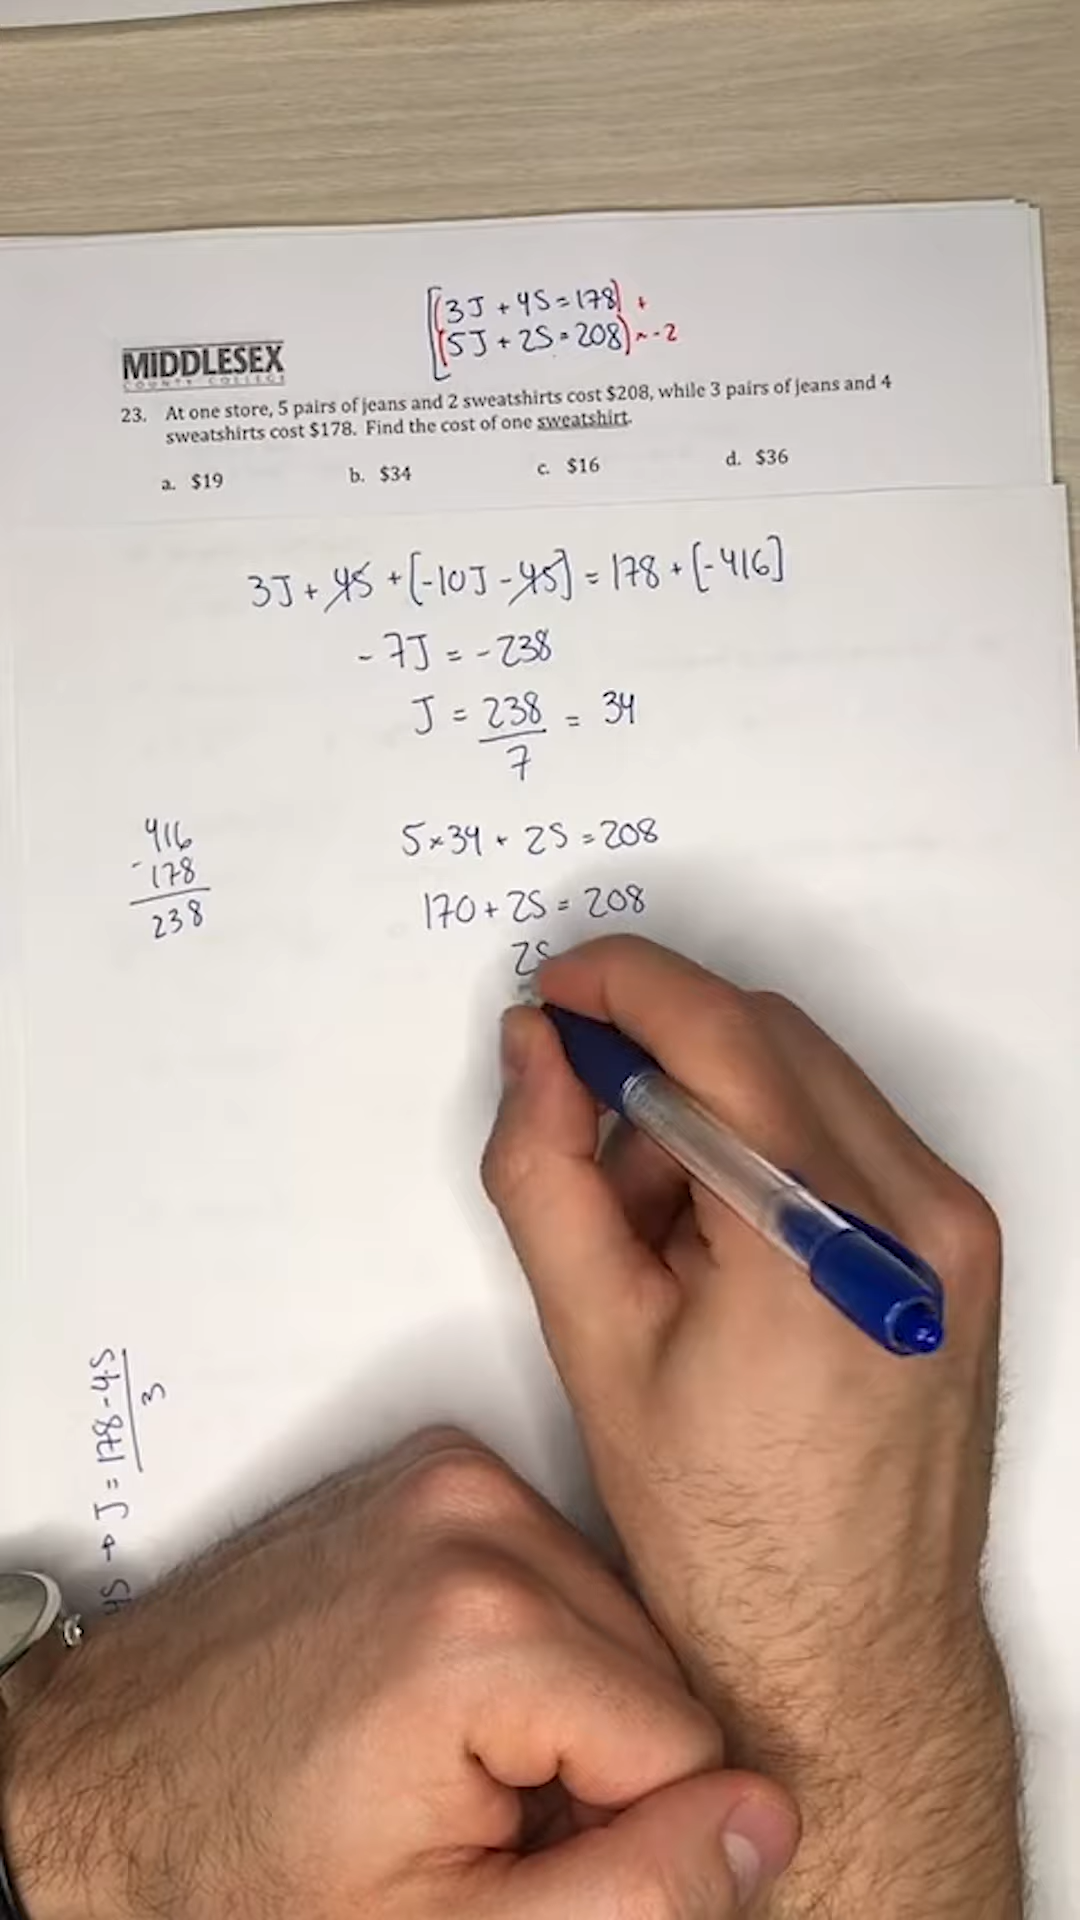 [(3J + 4S = 178) +
[(5J + 2S = 208) × -2
MIDDLESEX
COUNTY COLLEGE
23. At one store, 5 pairs of jeans and 2 sweatshirts cost $208, while 3 pairs of jeans and 4
sweatshirts cost $178. Find the cost of one sweatshirt.
a. $19 b. $34 c. $16 d. $36
3J + 4S + [-10J - 4S] = 178 + [-416]
- 7J = - 238
J = 238/7 = 34
416
- 178
238
5×34 + 2S = 208
170 + 2S = 208
2S
4S → J = 178-4S
3